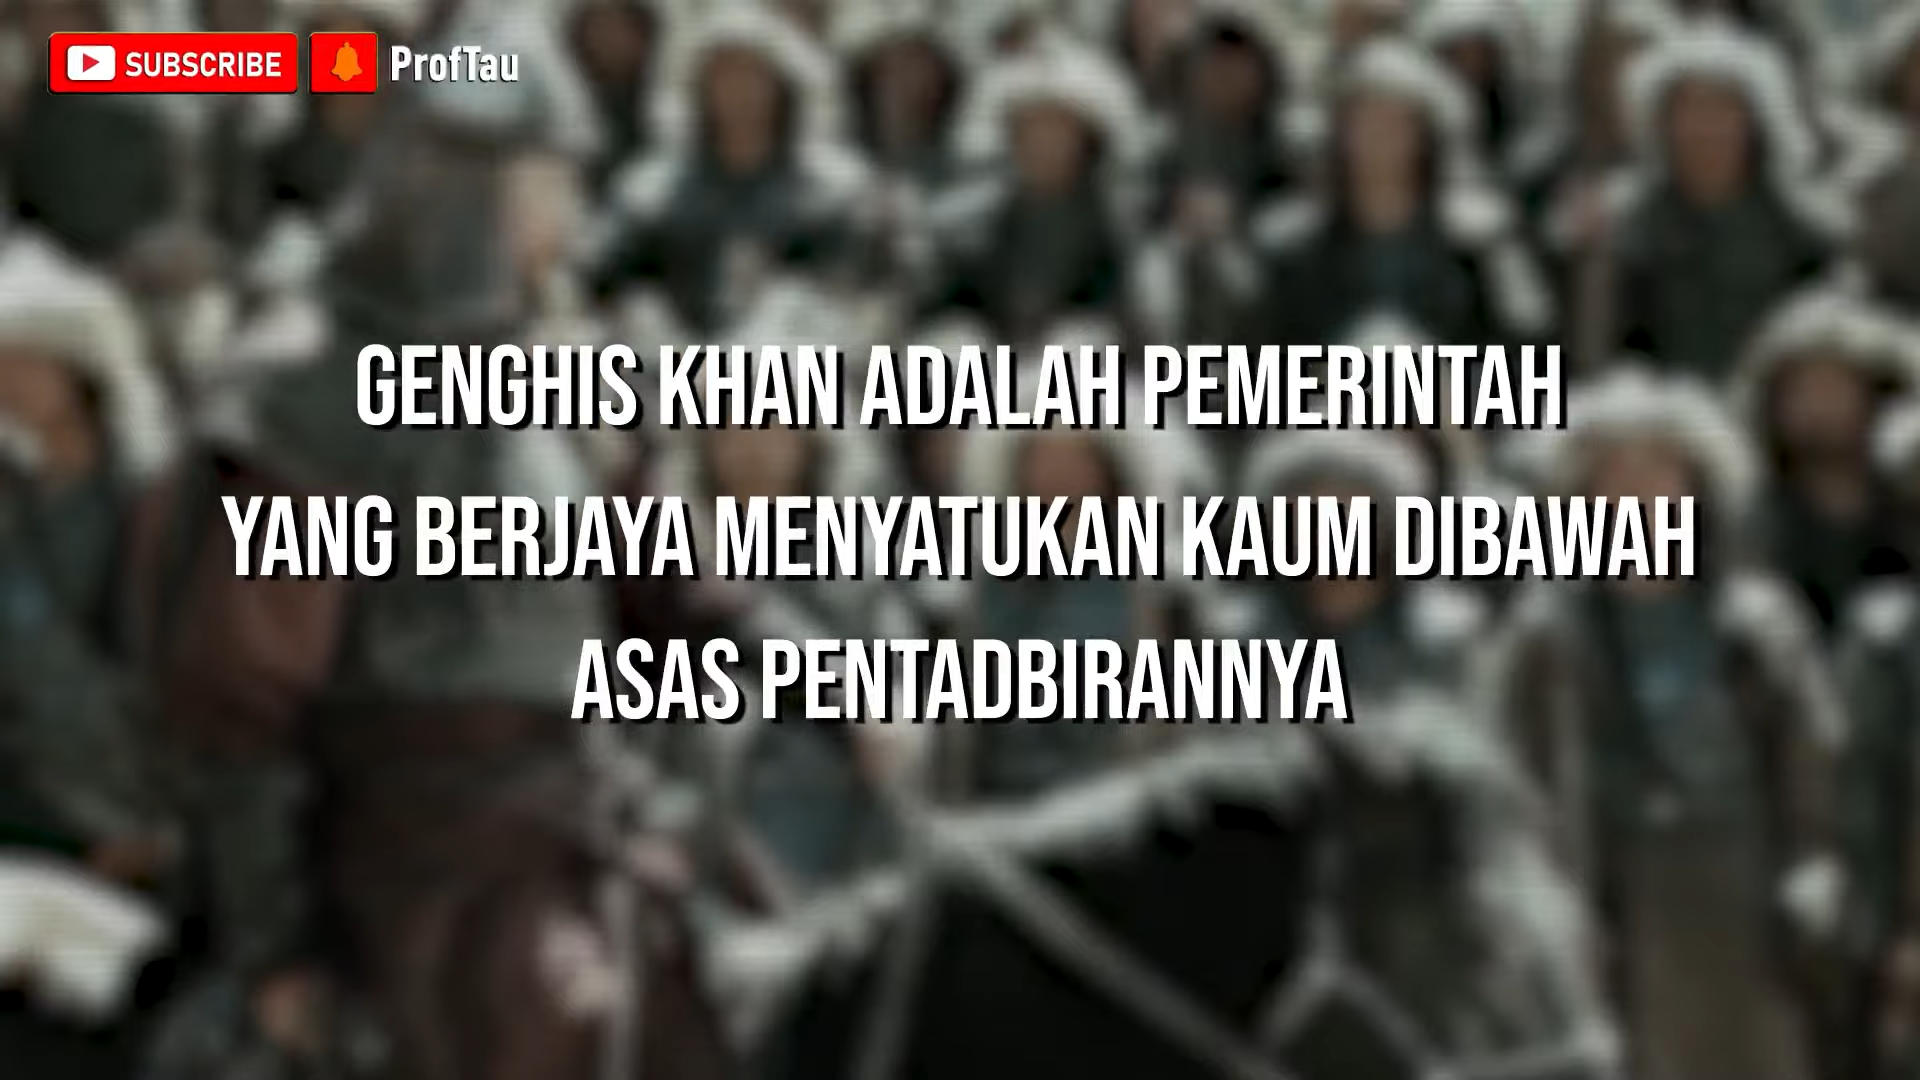 SUBSCRIBE ProfTau
GENGHIS KHAN ADALAH PEMERINTAH
YANG BERJAYA MENYATUKAN KAUM DIBAWAH
ASAS PENTADBIRANNYA